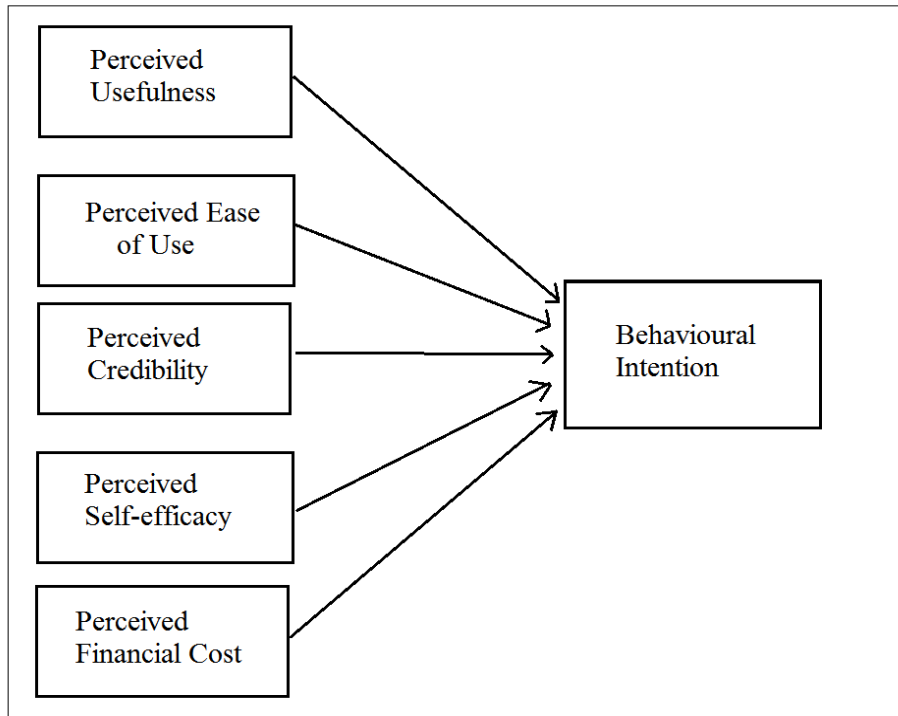 Perceived
Usefulness
Perceived Ease
of Use
Perceived
Credibility
Perceived
Self-efficacy
Perceived
Financial Cost
Behavioural
Intention